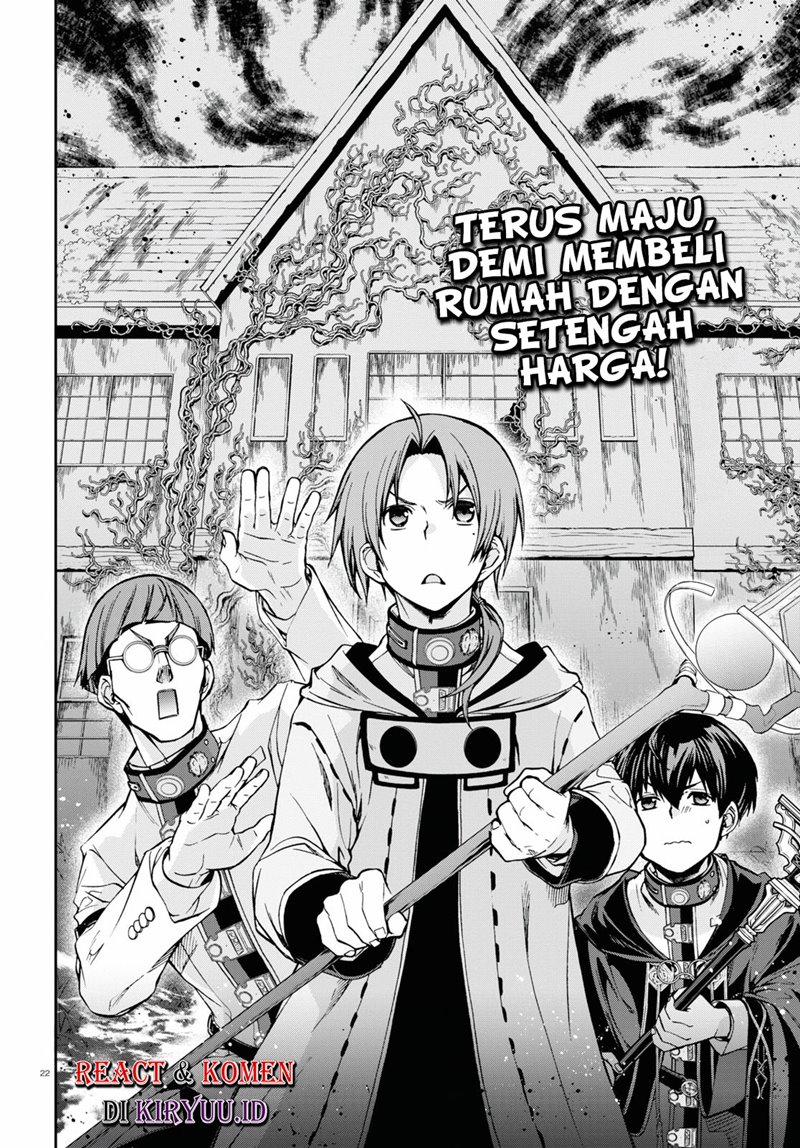 TERUS MAJU,
DEMI MEMBELI
RUMAH DENGAN
SETENGAH
HARGA!
22
REACT & KOMEN
DI KIRYUU.ID